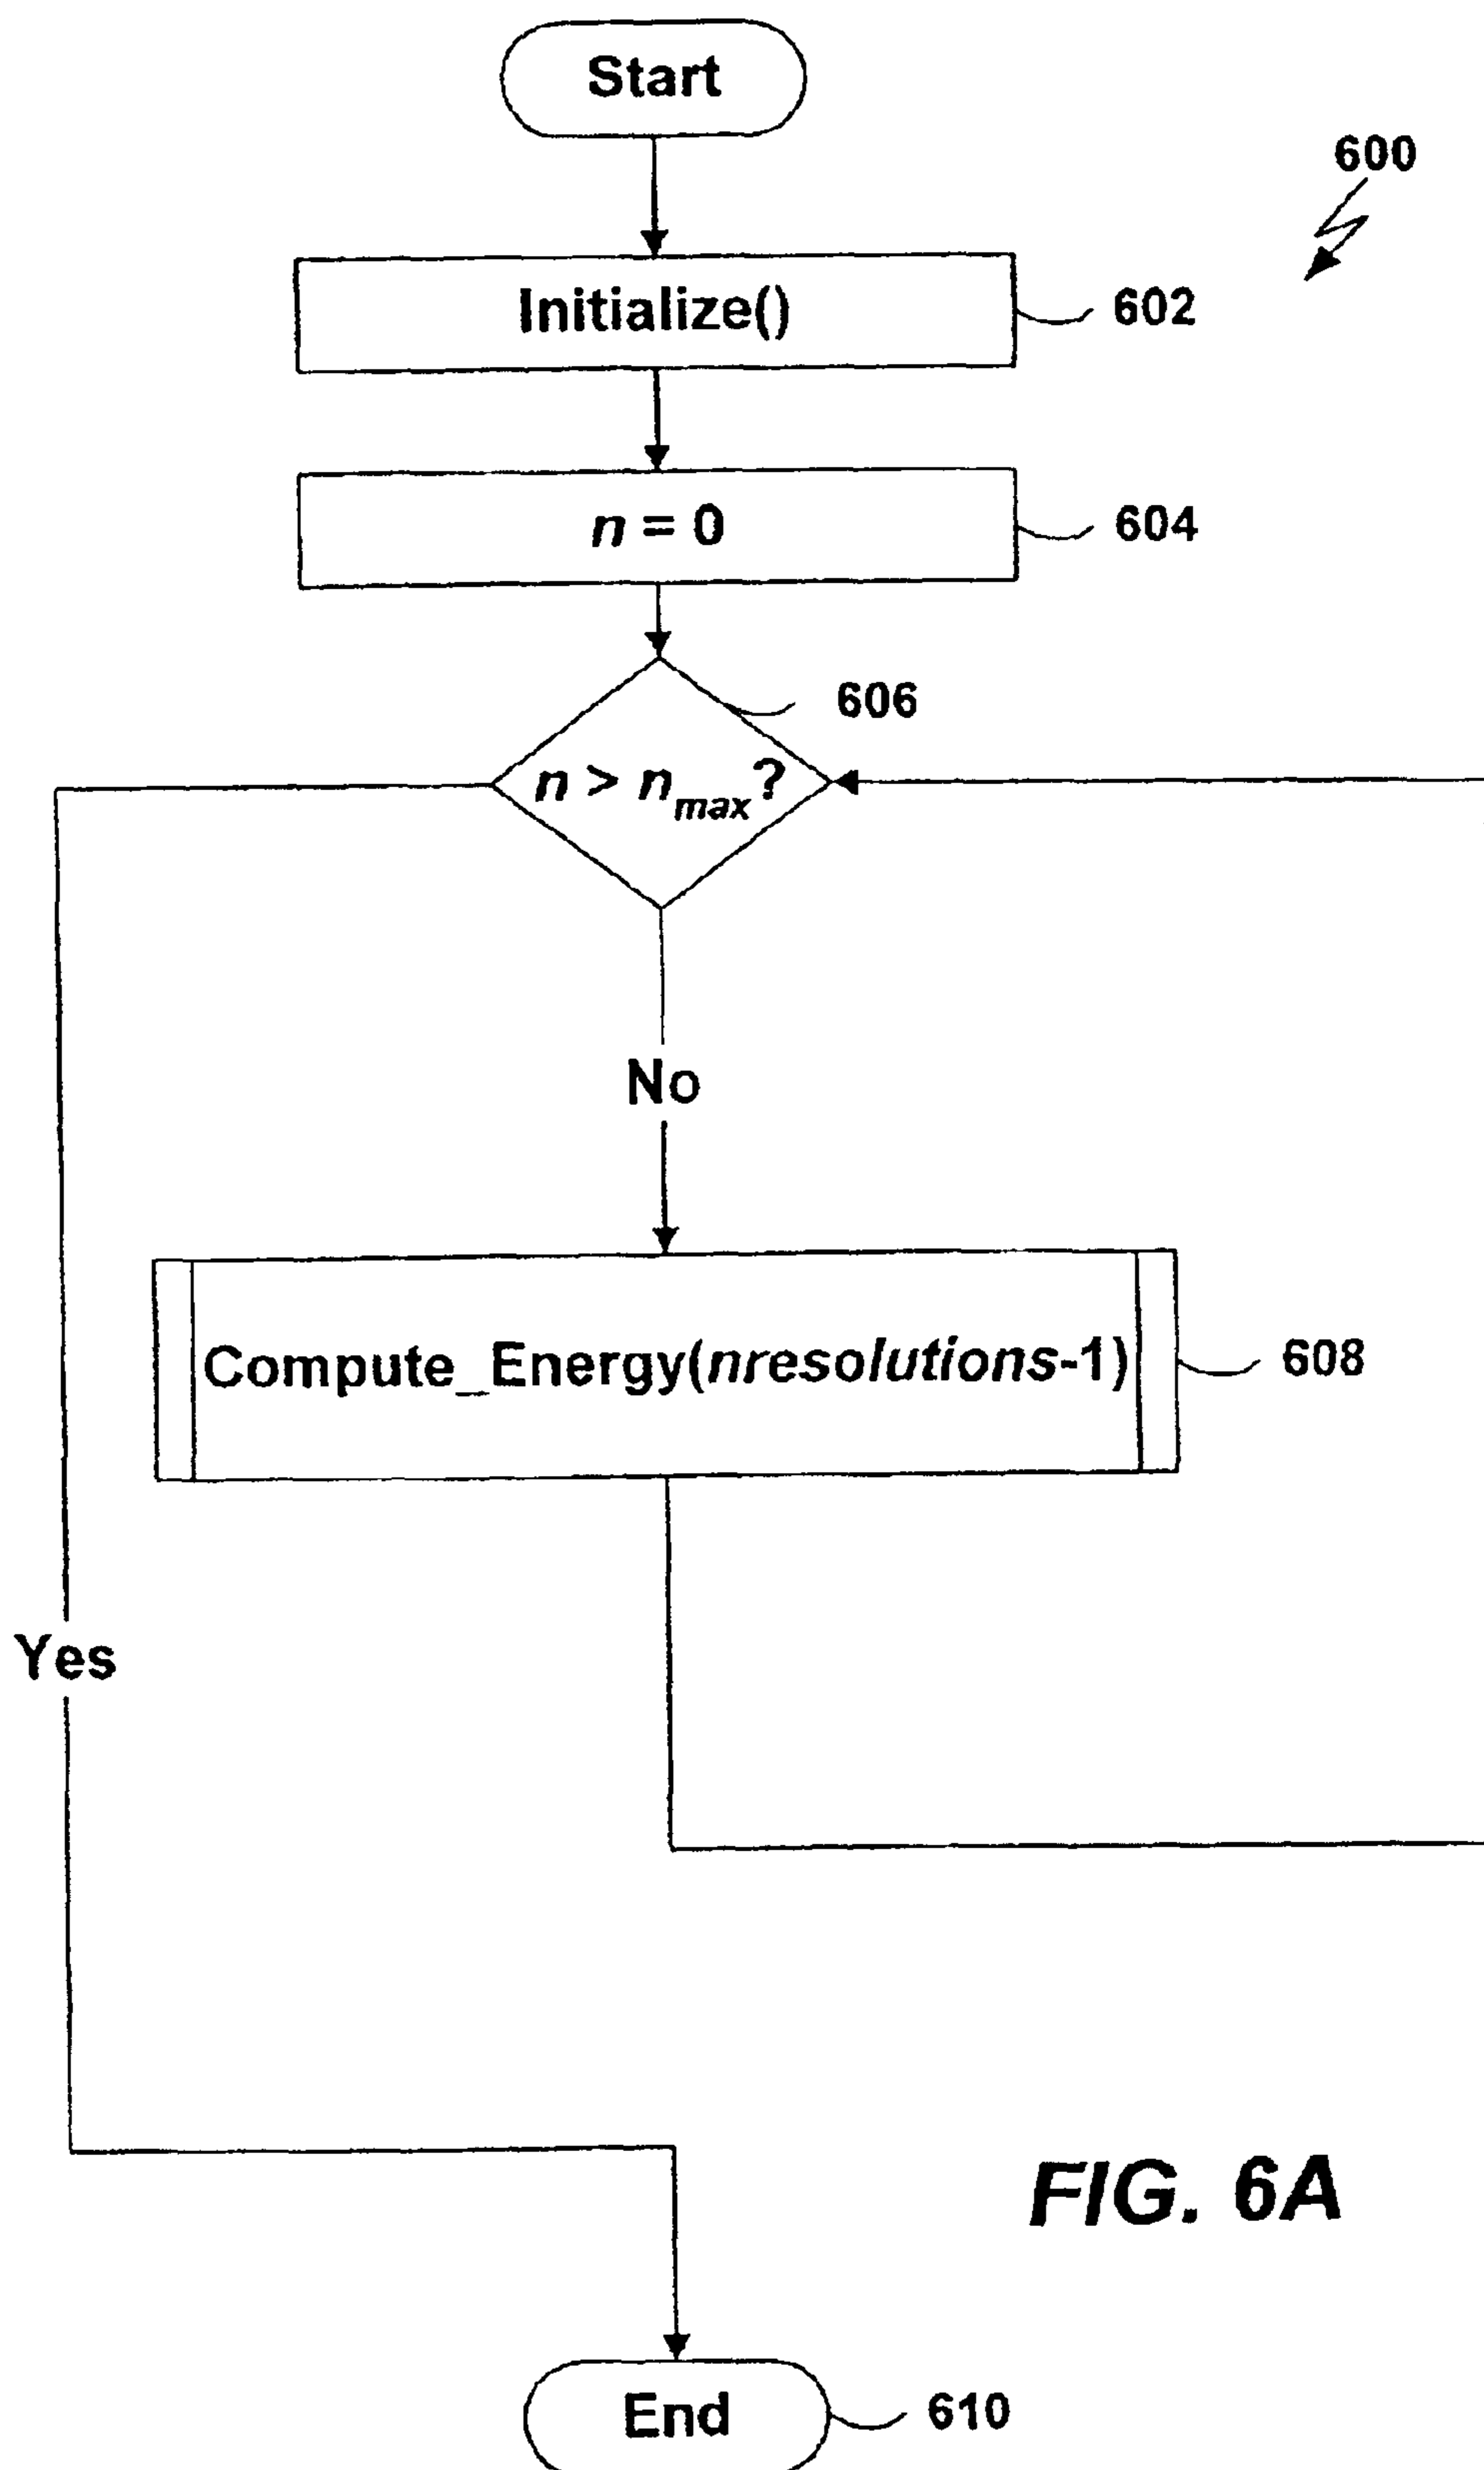 Start
600
Initialize()
602
n = 0
604
606
n > nmax?
No
Compute_Energy(nresolutions-1)
608
Yes
FIG. 6A
End
610